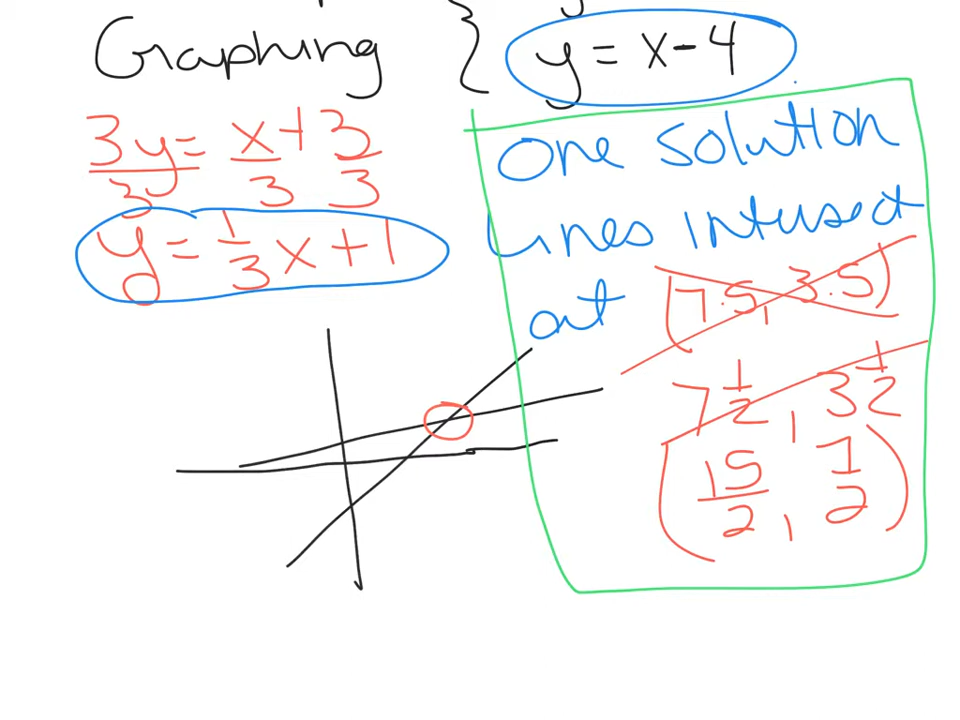 Graphing { y = x - 4
3y/3 = x/3 + 3/3
y = 1/3 x + 1
One solution
Lines intersect
at (7.5, 3.5)
7 1/2, 3 1/2
(15/2, 7/2)